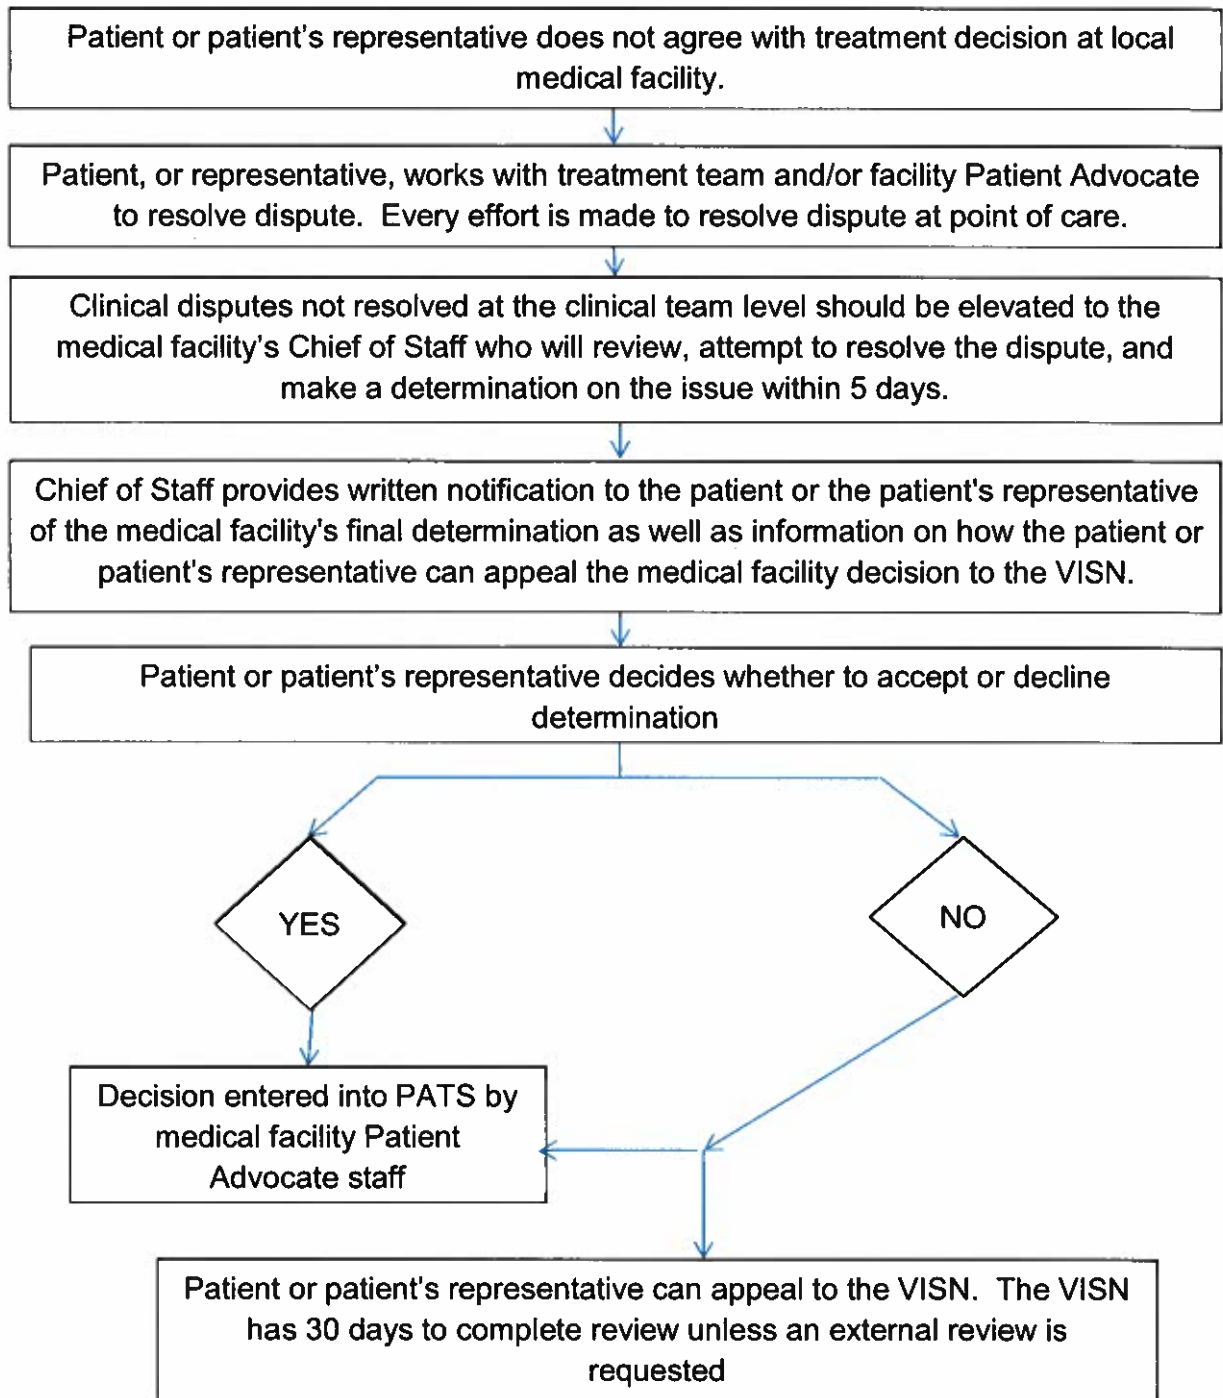 Patient or patient's representative does not agree with treatment decision at local
medical facility.
Patient, or representative, works with treatment team and/or facility Patient Advocate
to resolve dispute.  Every effort is made to resolve dispute at point of care.
Clinical disputes not resolved at the clinical team level should be elevated to the
medical facility's Chief of Staff who will review, attempt to resolve the dispute, and
make a determination on the issue within 5 days.
Chief of Staff provides written notification to the patient or the patient's representative
of the medical facility's final determination as well as information on how the patient or
patient's representative can appeal the medical facility decision to the VISN.
Patient or patient's representative decides whether to accept or decline
determination
YES
NO
Decision entered into PATS by
medical facility Patient
Advocate staff
Patient or patient's representative can appeal to the VISN.  The VISN
has 30 days to complete review unless an external review is
requested